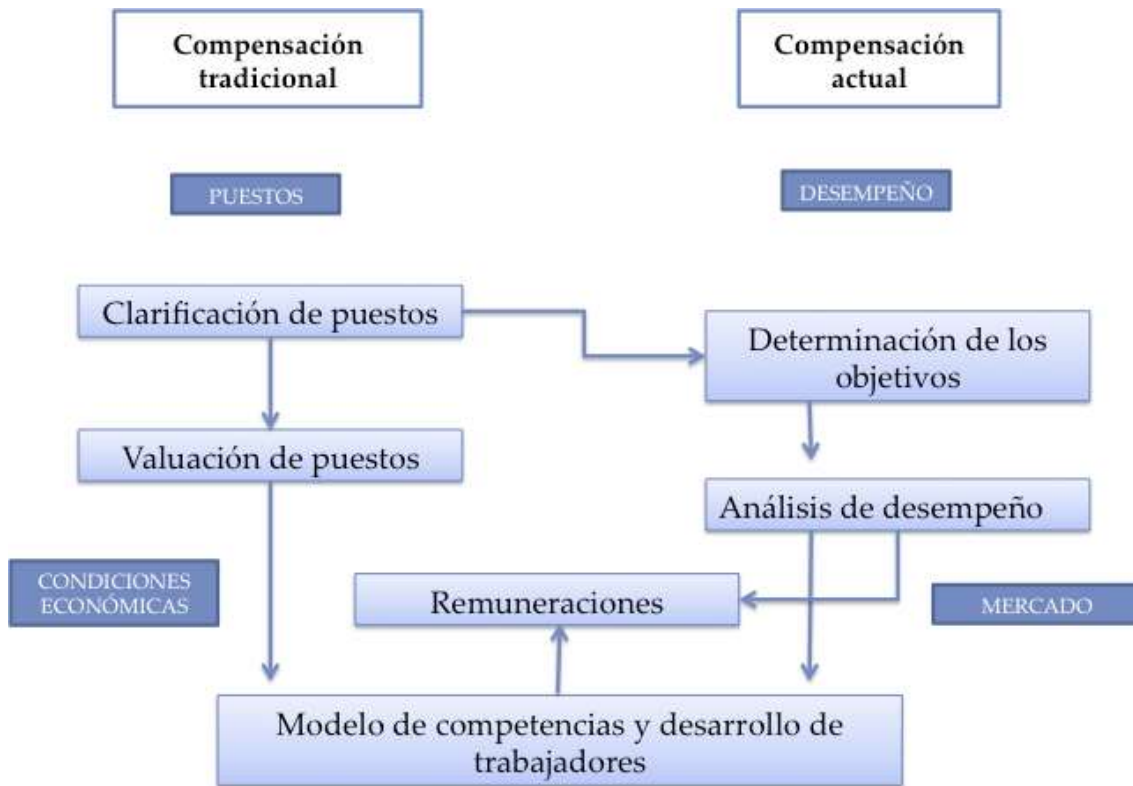 Compensación
tradicional
Compensación
actual
PUESTOS
DESEMPEÑO
Clarificación de puestos
Determinación de los
objetivos
Valuación de puestos
Análisis de desempeño
CONDICIONES
ECONÓMICAS
Remuneraciones
MERCADO
Modelo de competencias y desarrollo de
trabajadores